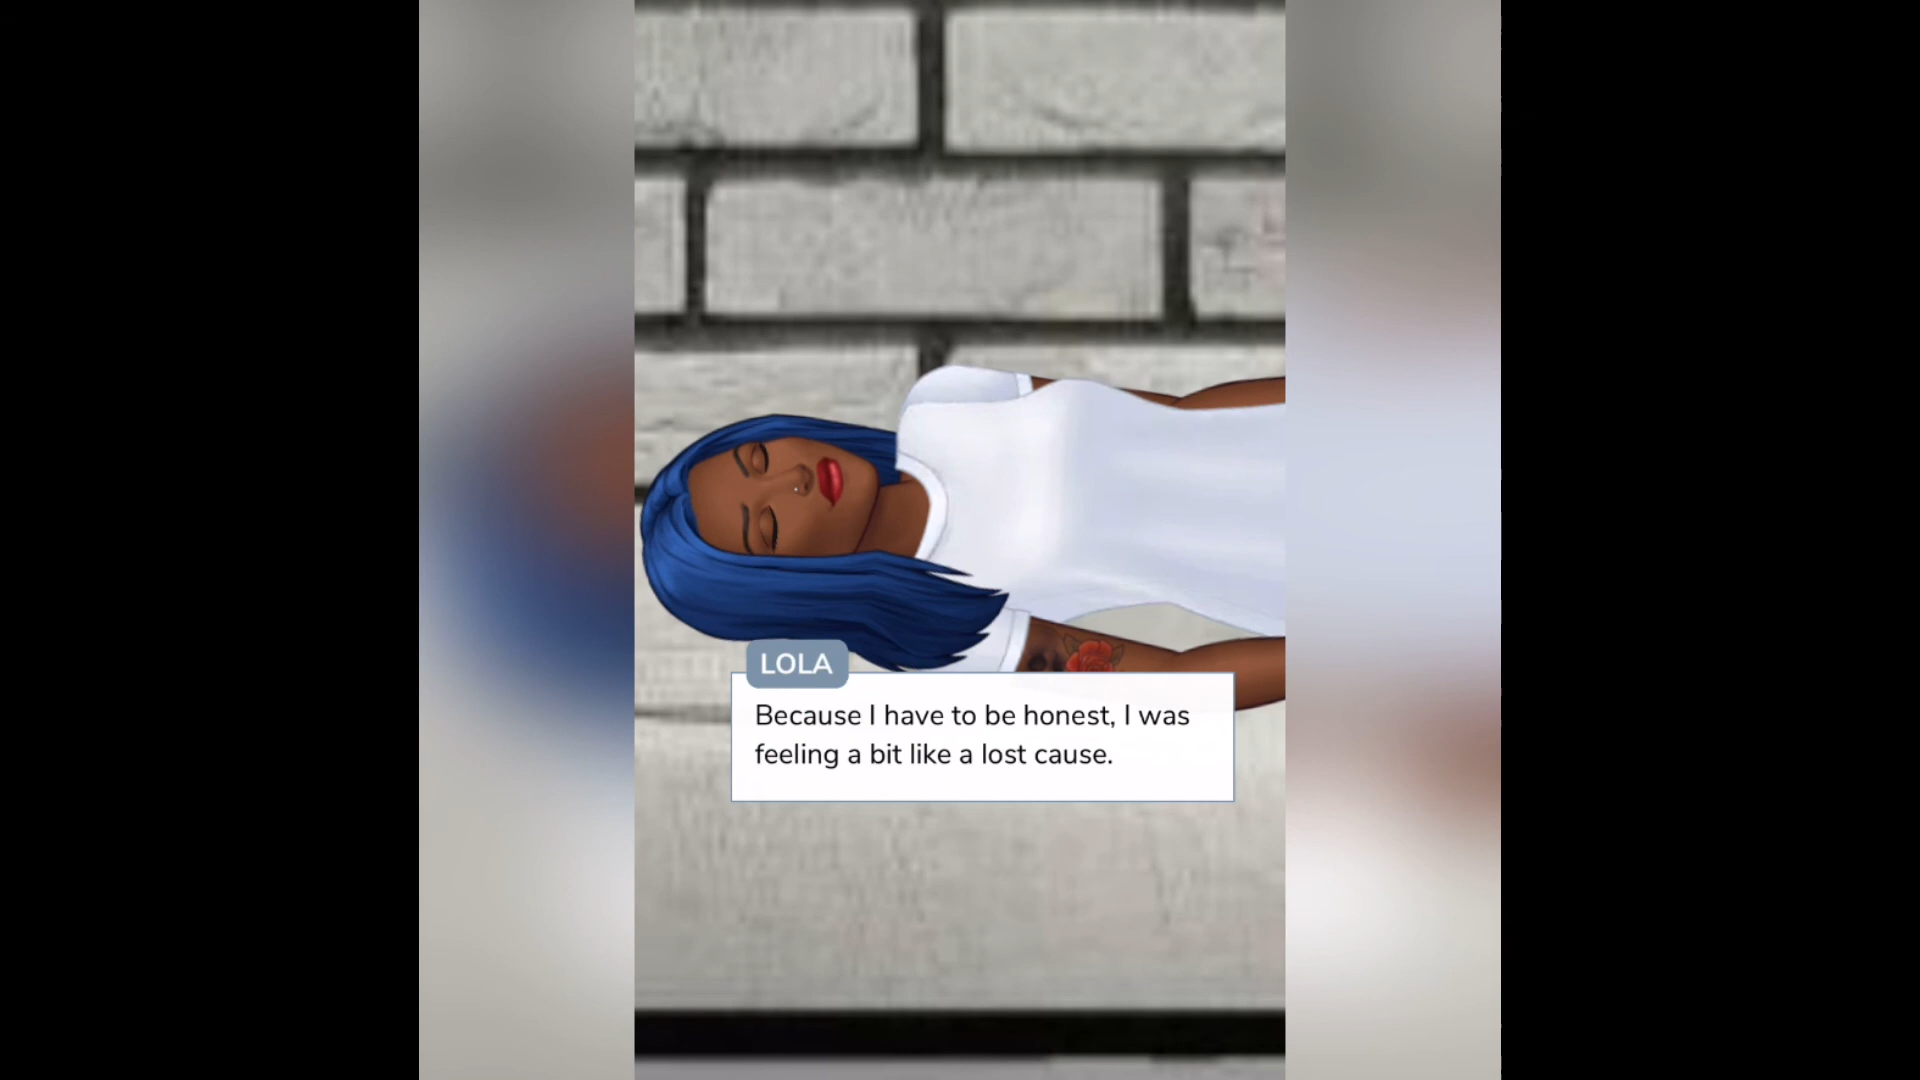 LOLA
Because I have to be honest, I was
feeling a bit like a lost cause.